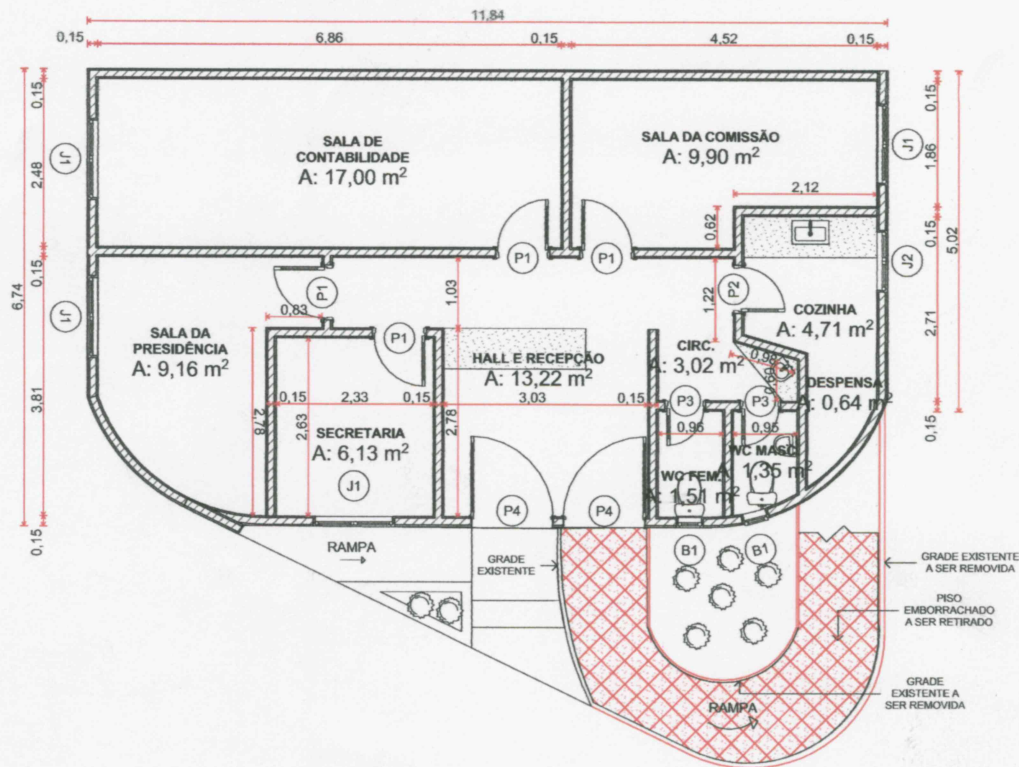 11,84
0,15 6,86 0,15 4,52 0,15
6,74
0,15
2,48
0,15
3,81
0,15
J1
J1
SALA DE
CONTABILIDADE
A: 17,00 m²
SALA DA COMISSÃO
A: 9,90 m²
2,12
0,62
J1
J2
0,15
1,86
0,15
5,02
2,71
0,15
P1
P1
P1
P1
P2
0,83
1,03
1,22
COZINHA
A: 4,71 m²
SALA DA
PRESIDÊNCIA
A: 9,16 m²
HALL E RECEPÇÃO
A: 13,22 m²
CIRC.
A: 3,02 m²
0,98
0,60
DESPENSA
A: 0,64 m²
0,15 2,33 0,15 3,03 0,15
2,78
2,63
2,78
SECRETARIA
A: 6,13 m²
J1
P3
P3
0,95
0,95
WC MASC.
A: 1,35 m²
WC FEM.
A: 1,51 m²
P4
P4
B1
B1
RAMPA
GRADE
EXISTENTE
GRADE EXISTENTE
A SER REMOVIDA
PISO
EMBORRACHADO
A SER RETIRADO
GRADE
EXISTENTE A
SER REMOVIDA
RAMPA